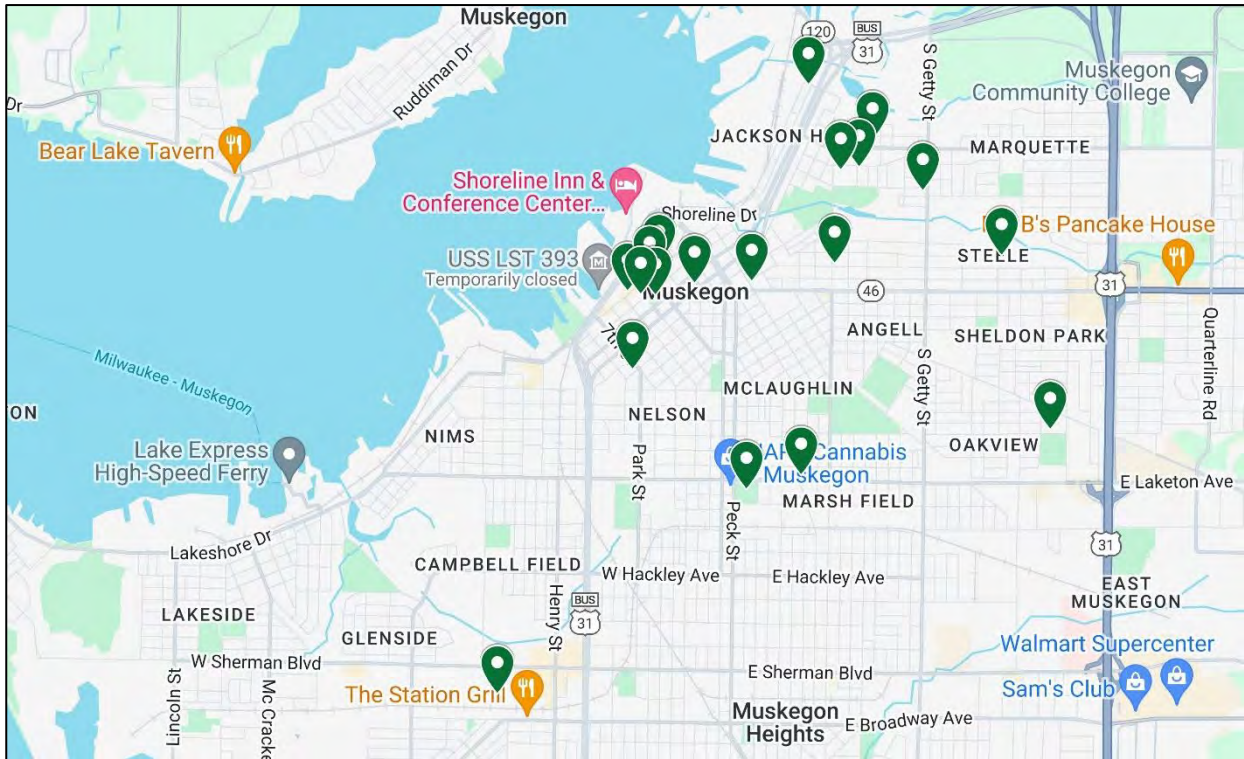 Muskegon
120
BUS
31
S Getty St
Muskegon
Community College
Dr
Ruddiman Dr
Bear Lake Tavern
JACKSON H
MARQUETTE
Shoreline Inn &
Conference Center...
Shoreline Dr
B's Pancake House
STEELE
USS LST 393
Temporarily closed
Muskegon
46
31
ANGELL
SHELDON PARK
Quarterline Rd
7th
S Getty St
Milwaukee - Muskegon
MCLAUGHLIN
ON
NELSON
NIMS
OAKVIEW
Lake Express
High-Speed Ferry
Park St
Cannabis
Muskegon
E Laketon Ave
MARSH FIELD
Peck St
Lakeshore Dr
31
CAMPBELL FIELD
W Hackley Ave
E Hackley Ave
EAST
MUSKEGON
Henry St
BUS
31
LAKESIDE
GLENSIDE
Walmart Supercenter
W Sherman Blvd
E Sherman Blvd
Sam's Club
The Station Grill
Lincoln St
Mc Cracke
Muskegon
Heights
E Broadway Ave